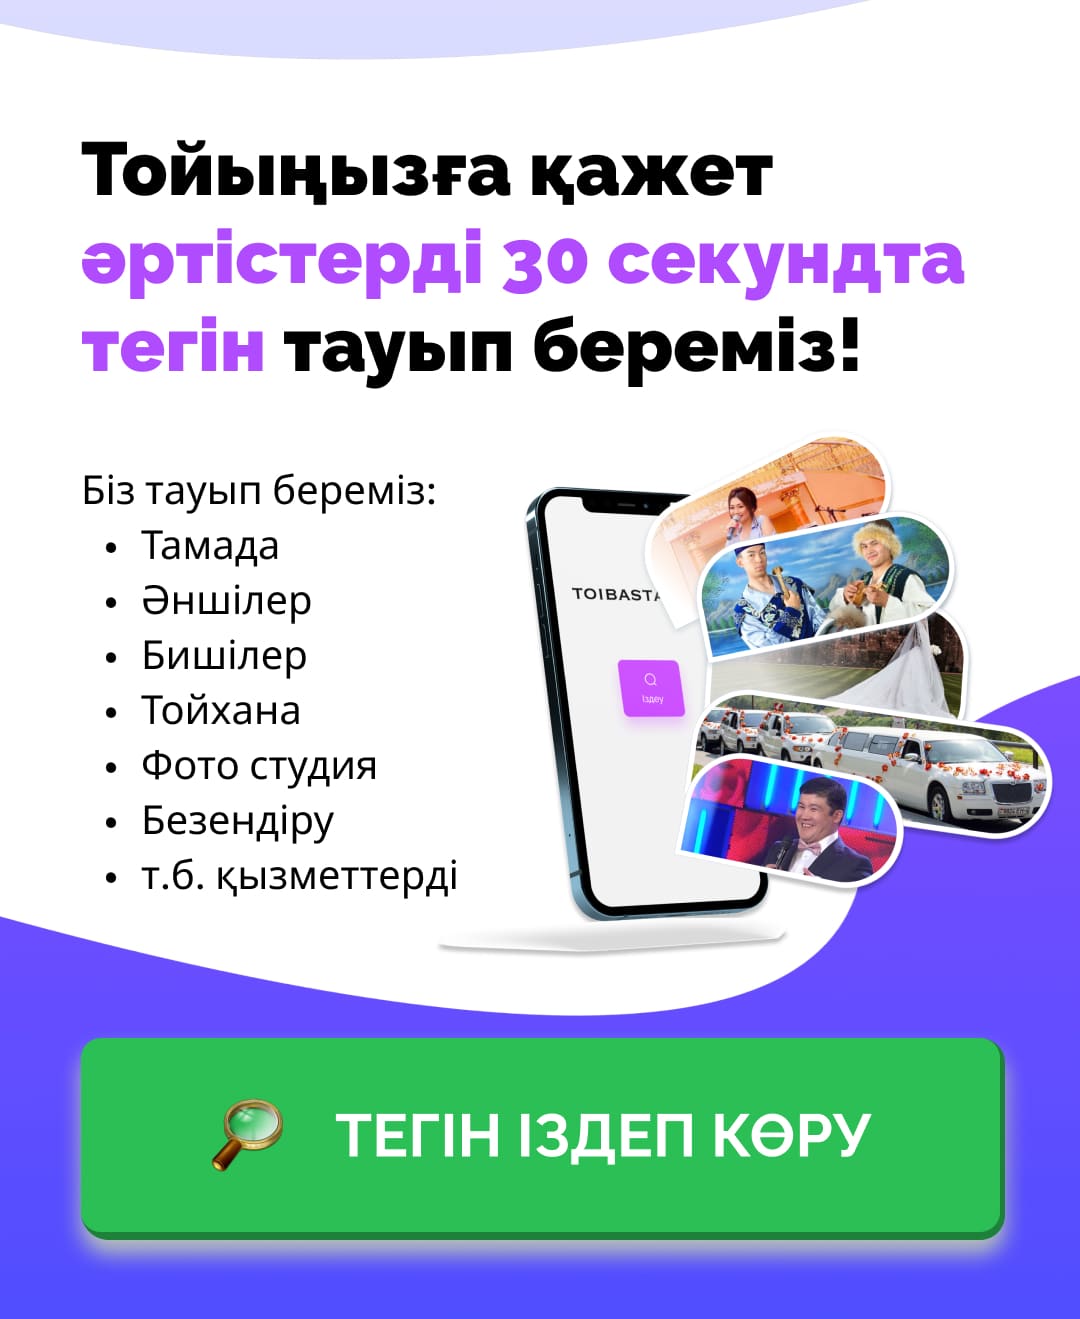 Тойыңызға қажет
әртістерді 30 секундта
тегін тауып береміз!
Біз тауып береміз:
• Тамада
• Әншілер
• Бишілер
• Тойхана
• Фото студия
• Безендіру
• т.б. қызметтерді
TOIBASTA
Іздеу
ТЕГІН ІЗДЕП КӨРУ